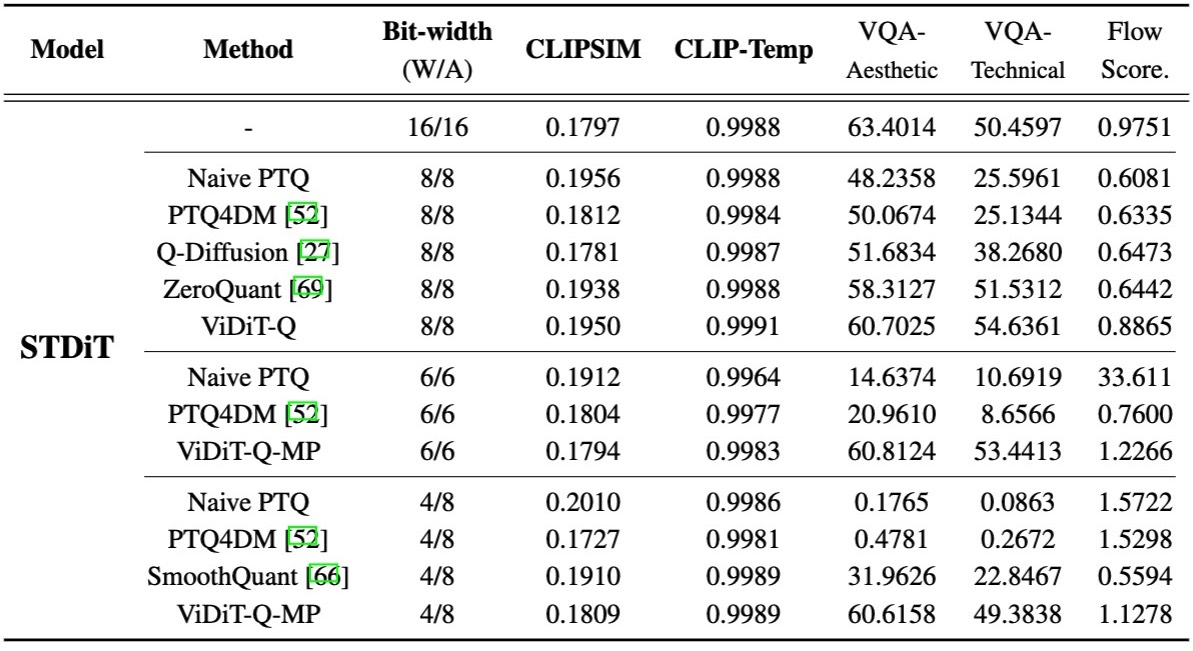 Model Method Bit-width (W/A) CLIPSIM CLIP-Temp VQA-Aesthetic VQA-Technical Flow Score.
- 16/16 0.1797 0.9988 63.4014 50.4597 0.9751
Naive PTQ 8/8 0.1956 0.9988 48.2358 25.5961 0.6081
PTQ4DM [52] 8/8 0.1812 0.9984 50.0674 25.1344 0.6335
Q-Diffusion [27] 8/8 0.1781 0.9987 51.6834 38.2680 0.6473
ZeroQuant [69] 8/8 0.1938 0.9988 58.3127 51.5312 0.6442
ViDiT-Q 8/8 0.1950 0.9991 60.7025 54.6361 0.8865
STDiT
Naive PTQ 6/6 0.1912 0.9964 14.6374 10.6919 33.611
PTQ4DM [52] 6/6 0.1804 0.9977 20.9610 8.6566 0.7600
ViDiT-Q-MP 6/6 0.1794 0.9983 60.8124 53.4413 1.2266
Naive PTQ 4/8 0.2010 0.9986 0.1765 0.0863 1.5722
PTQ4DM [52] 4/8 0.1727 0.9981 0.4781 0.2672 1.5298
SmoothQuant [66] 4/8 0.1910 0.9989 31.9626 22.8467 0.5594
ViDiT-Q-MP 4/8 0.1809 0.9989 60.6158 49.3838 1.1278